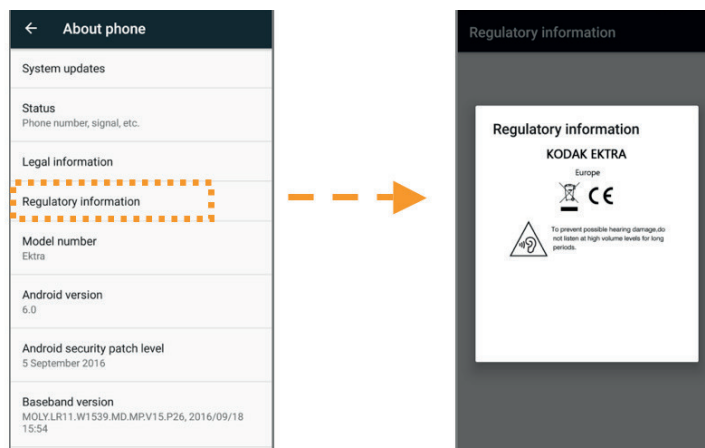 About phone
System updates
Status
Phone number, signal, etc.
Legal information
Regulatory information
Model number
Ektra
Android version
6.0
Android security patch level
5 September 2016
Baseband version
MOLY.LR11.W1539.MD.MP.V15.P26, 2016/09/18
15:54
Regulatory information
Regulatory information
KODAK EKTRA
Europe
CE
To prevent possible hearing damage,do
not listen at high volume levels for long
periods.